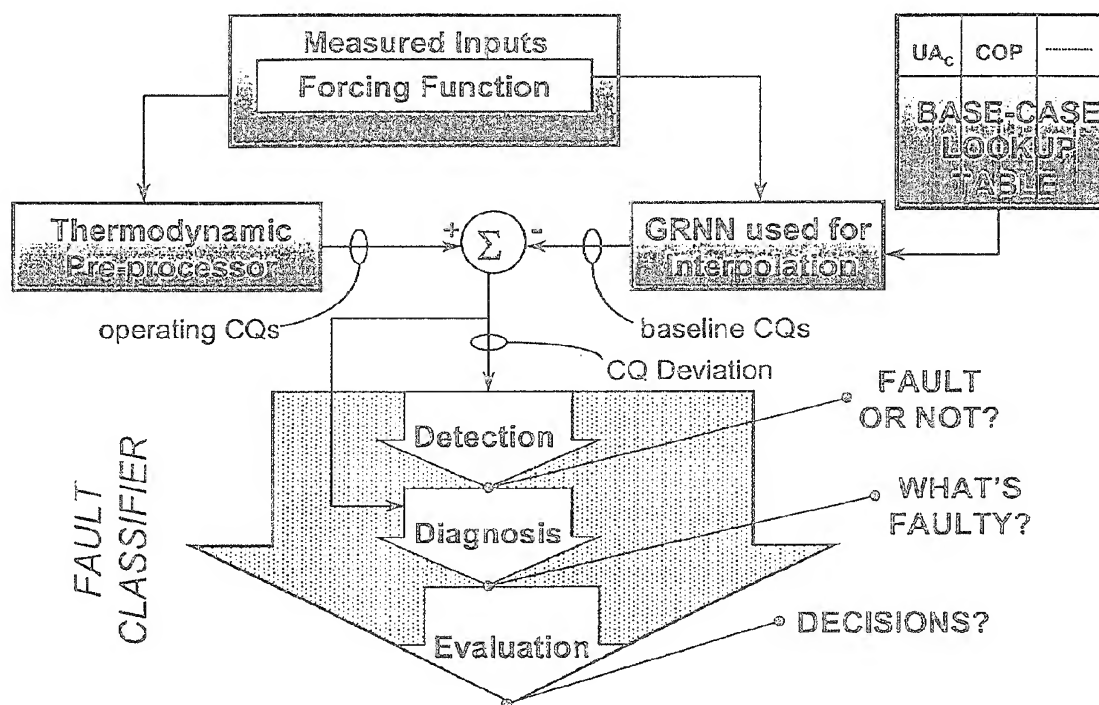 Measured Inputs
Forcing Function
UAc COP
BASE-CASE
LOOKUP
TABLE
Thermodynamic
Pre-processor
+
Σ
-
GRNN used for
Interpolation
operating CQs
baseline CQs
CQ Deviation
FAULT
CLASSIFIER
Detection
FAULT
OR NOT?
Diagnosis
WHAT'S
FAULTY?
Evaluation
DECISIONS?